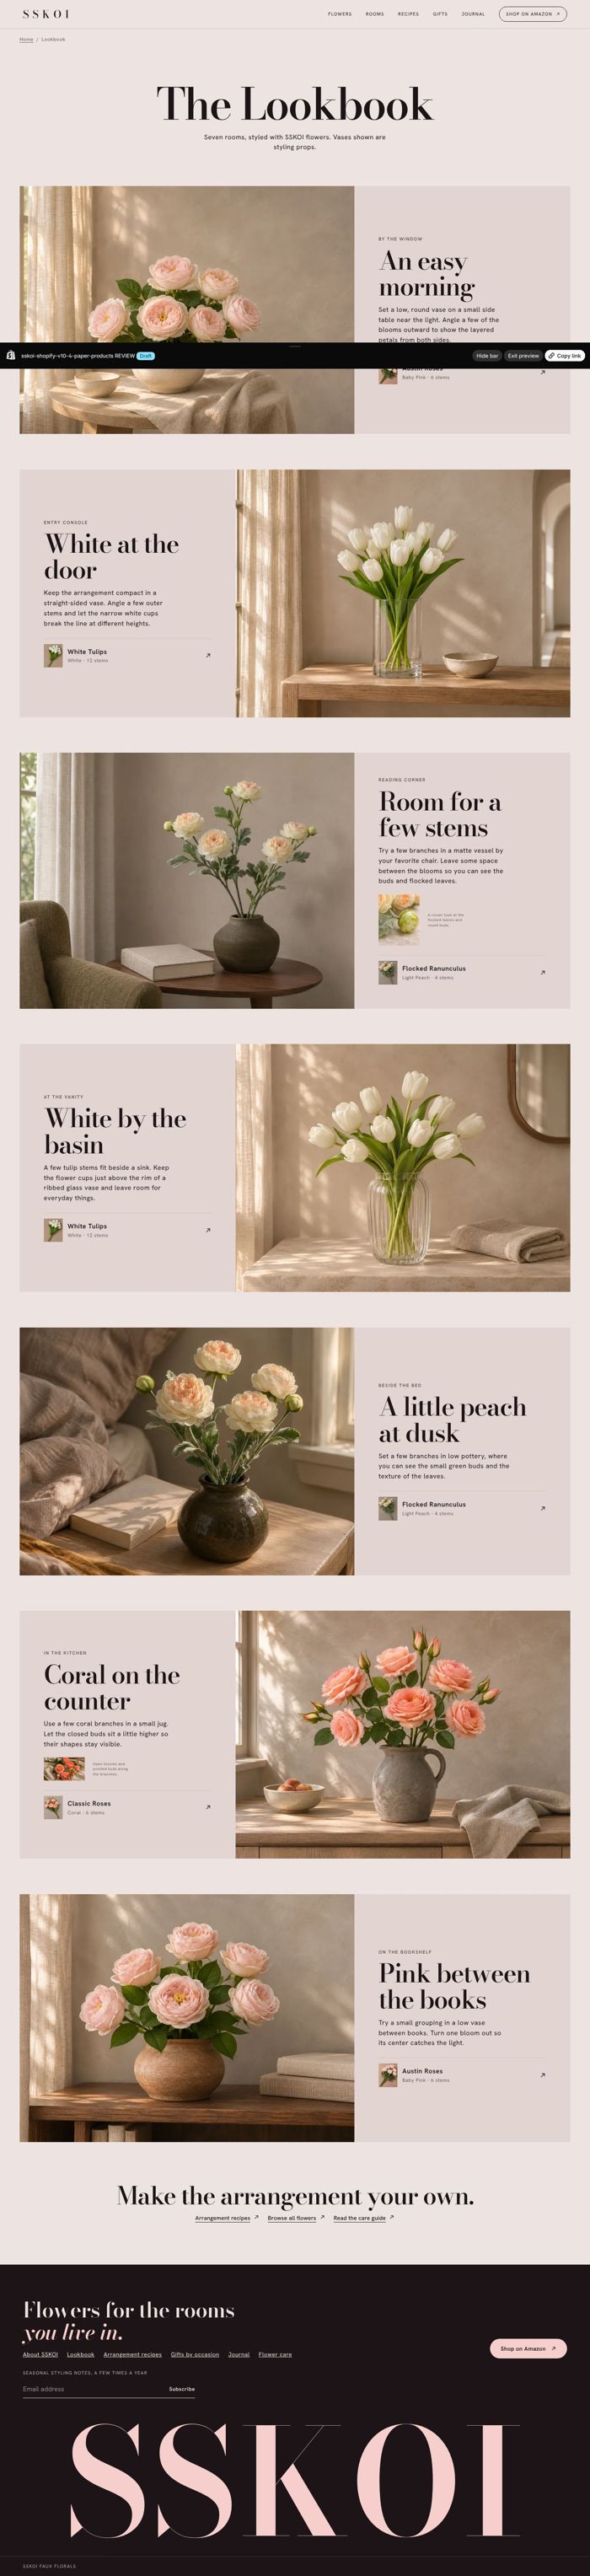 SSKOI
FLOWERS ROOMS RECIPES GIFTS JOURNAL SHOP ON AMAZON ↗
Home / Lookbook
The Lookbook
Seven rooms, styled with SSKOI flowers. Vases shown are
styling props.
BY THE WINDOW
An easy
morning
Set a low, round vase on a small side
table near the light. Angle a few of the
blooms outward to show the layered
petals from both sides.
sskoi-shopify-v10-4-paper-products REVIEW Draft
Hide bar Exit preview Copy link
Austin Roses
Baby Pink · 6 stems
ENTRY CONSOLE
White at the
door
Keep the arrangement compact in a
straight-sided vase. Angle a few outer
stems and let the narrow white cups
break the line at different heights.
White Tulips
White · 12 stems
READING CORNER
Room for a
few stems
Try a few branches in a matte vessel by
your favorite chair. Leave some space
between the blooms so you can see the
buds and flocked leaves.
A closer look at the
flocked leaves and
round buds.
Flocked Ranunculus
Light Peach · 4 stems
AT THE VANITY
White by the
basin
A few tulip stems fit beside a sink. Keep
the flower cups just above the rim of a
ribbed glass vase and leave room for
everyday things.
White Tulips
White · 12 stems
BESIDE THE BED
A little peach
at dusk
Set a few branches in low pottery, where
you can see the small green buds and the
texture of the leaves.
Flocked Ranunculus
Light Peach · 4 stems
IN THE KITCHEN
Coral on the
counter
Use a few coral branches in a small jug.
Let the closed buds sit a little higher so
their shapes stay visible.
Open blooms and
pointed buds along
the branches.
Classic Roses
Coral · 6 stems
ON THE BOOKSHELF
Pink between
the books
Try a small grouping in a low vase
between books. Turn one bloom out so
its center catches the light.
Austin Roses
Baby Pink · 6 stems
Make the arrangement your own.
Arrangement recipes ↗ Browse all flowers ↗ Read the care guide ↗
Flowers for the rooms
you live in.
About SSKOI Lookbook Arrangement recipes Gifts by occasion Journal Flower care
Shop on Amazon ↗
SEASONAL STYLING NOTES, A FEW TIMES A YEAR
Email address Subscribe
SSKOI
SSKOI FAUX FLORALS